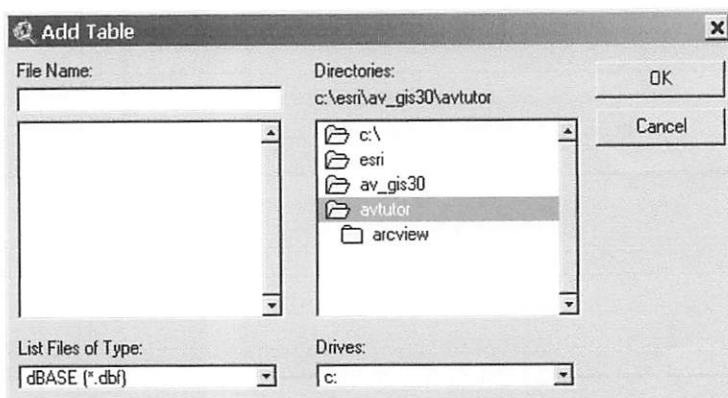 Add Table
File Name:
Directories:
c:\esri\av_gis30\avtutor
OK
Cancel
c:\
esri
av_gis30
avtutor
arcview
List Files of Type:
dBASE (*.dbf)
Drives:
c: